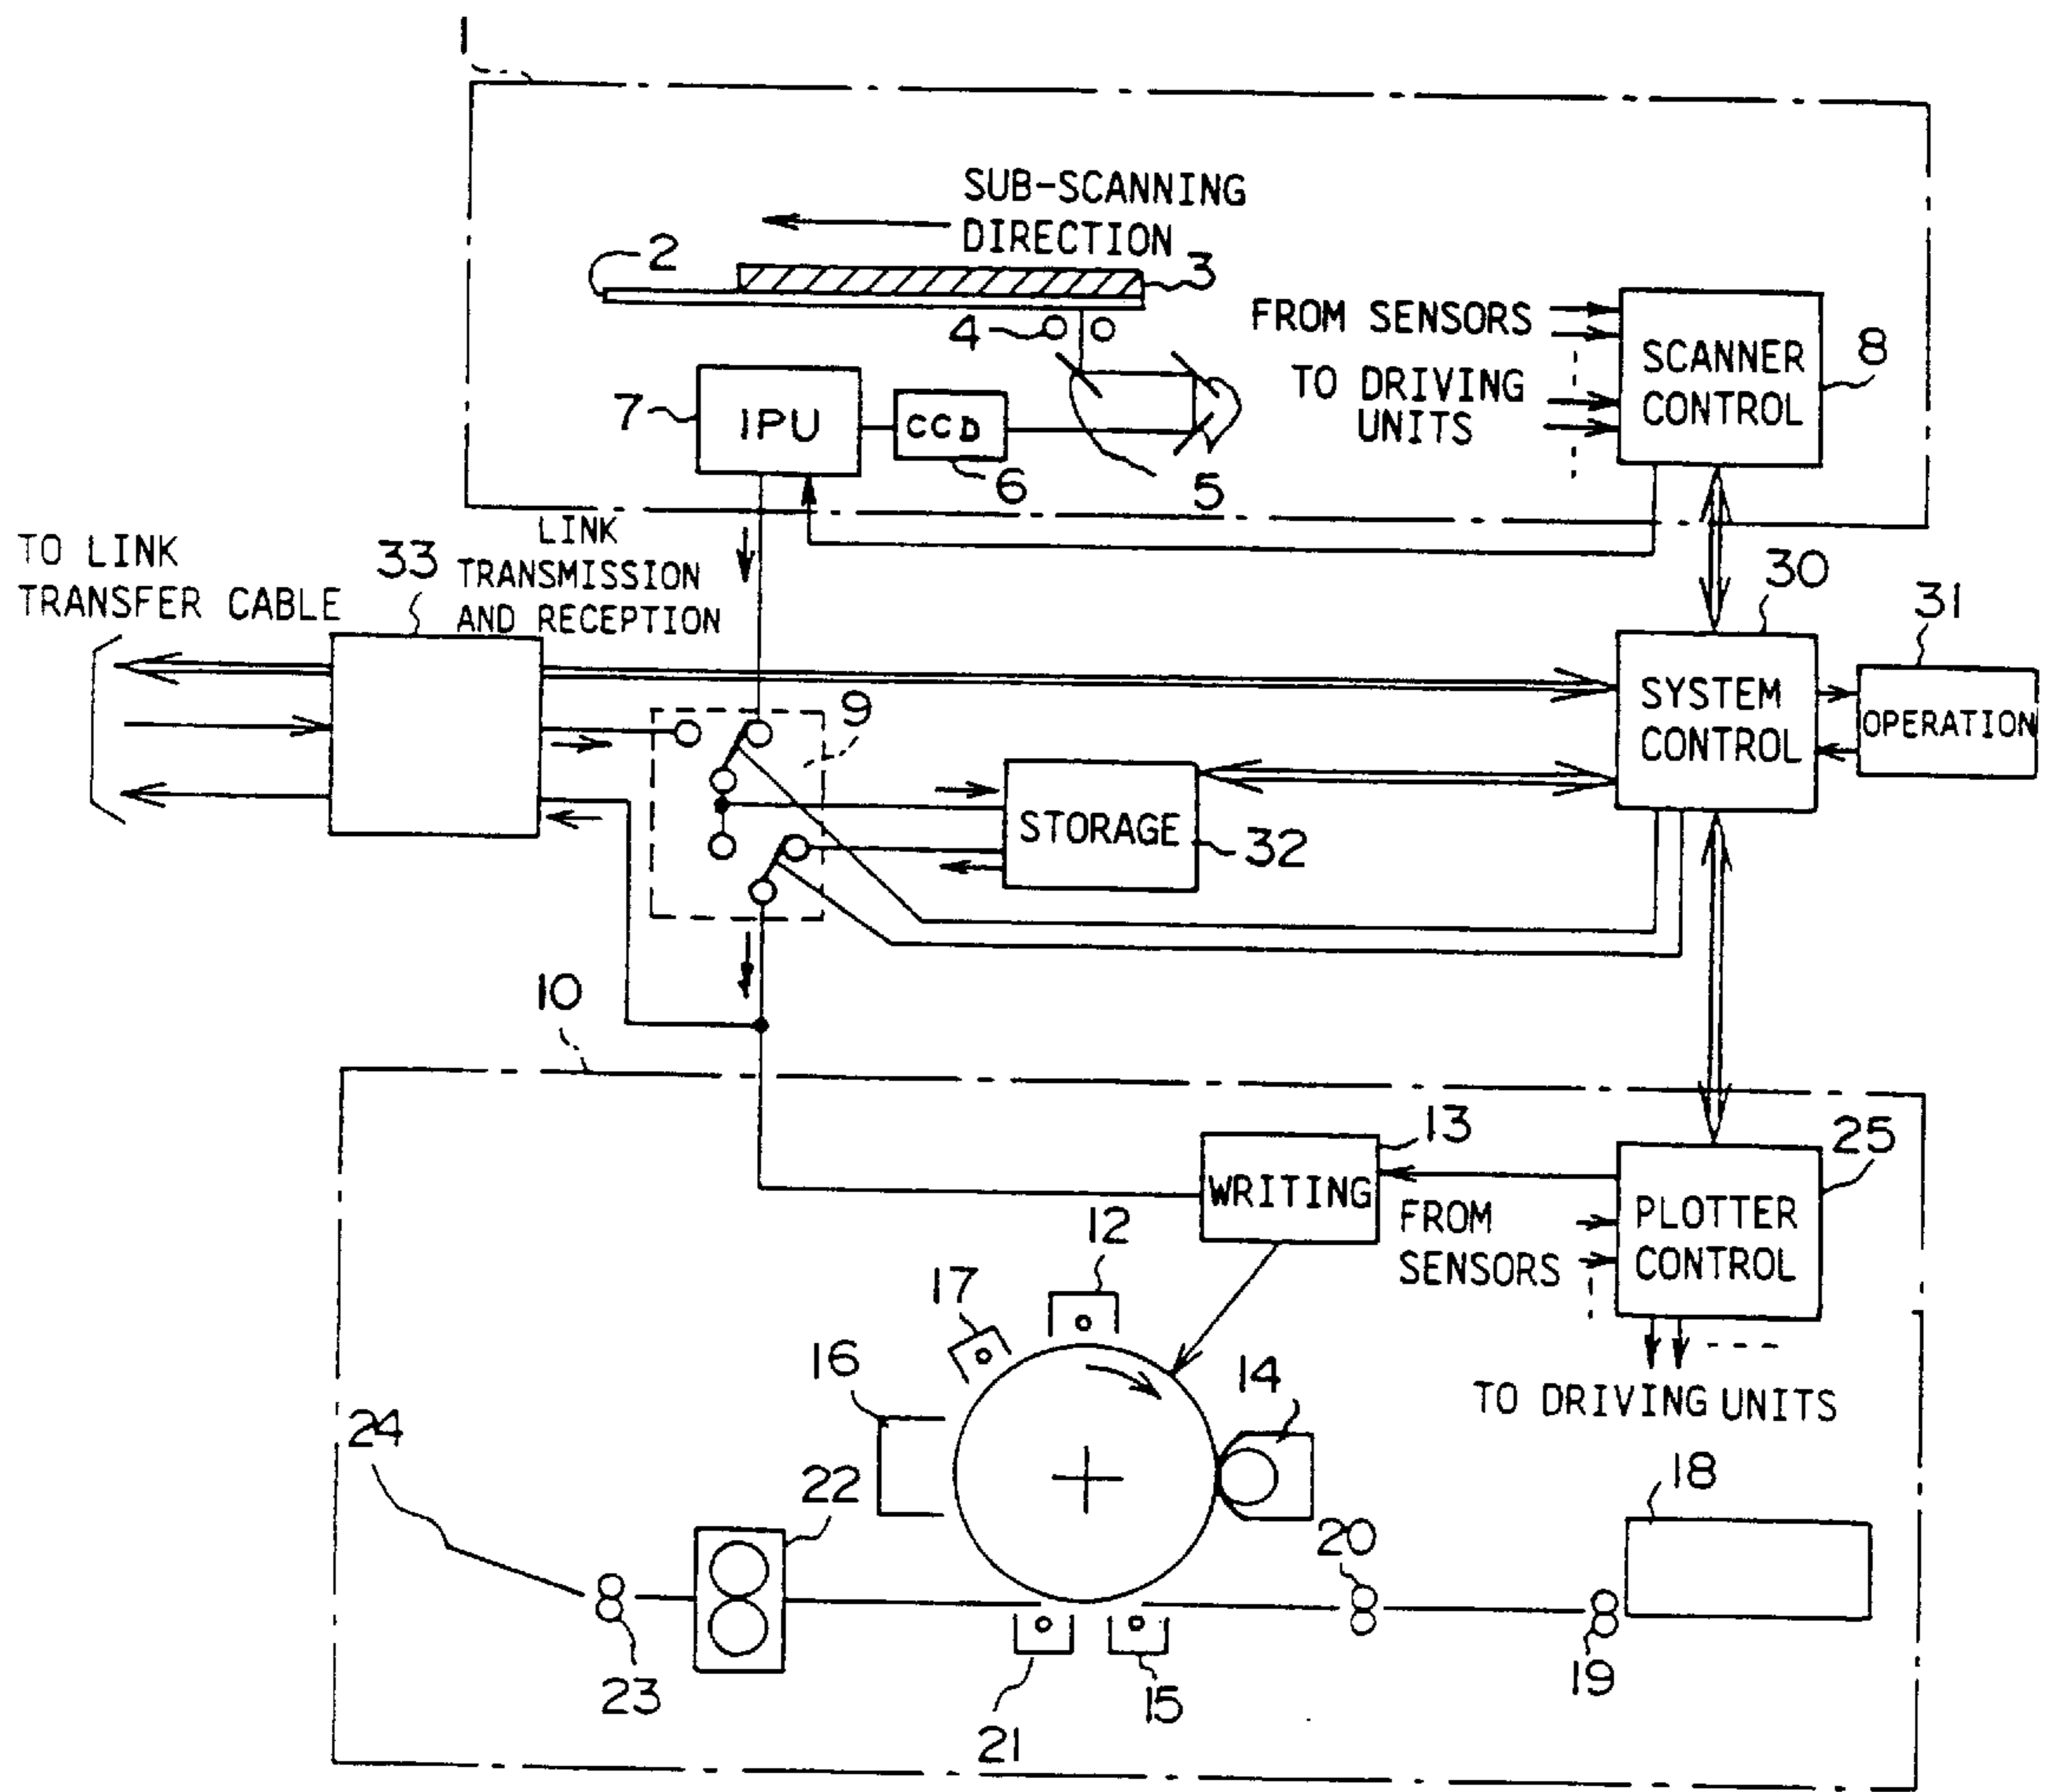 1
SUB-SCANNING
DIRECTION
2
3
4
FROM SENSORS
TO DRIVING
UNITS
SCANNER
CONTROL
8
7
IPU
CCD
6
5
TO LINK
TRANSFER CABLE
33
LINK
TRANSMISSION
AND RECEPTION
30
31
SYSTEM
CONTROL
OPERATION
9
STORAGE
32
10
13
WRITING
25
FROM
SENSORS
PLOTTER
CONTROL
12
17
16
14
TO DRIVING UNITS
24
22
18
20
23
21
15
19